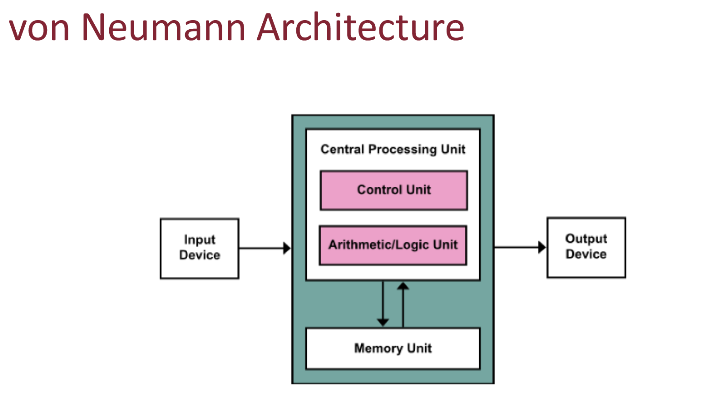 von Neumann Architecture
Central Processing Unit
Control Unit
Arithmetic/Logic Unit
Input
Device
Output
Device
Memory Unit